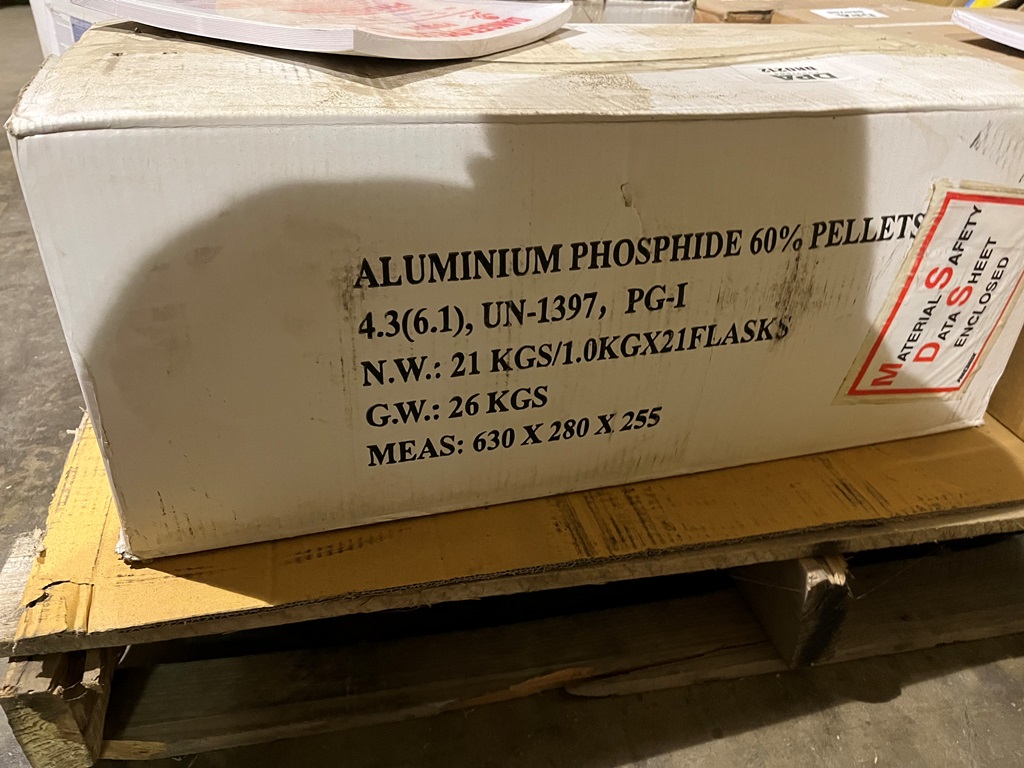 DPA
ALUMINIUM PHOSPHIDE 60% PELLETS
4.3(6.1), UN-1397, PG-I
N.W.: 21 KGS/1.0KGX21FLASKS
G.W.: 26 KGS
MEAS: 630 X 280 X 255
MATERIAL SAFETY
DATA SHEET
ENCLOSED